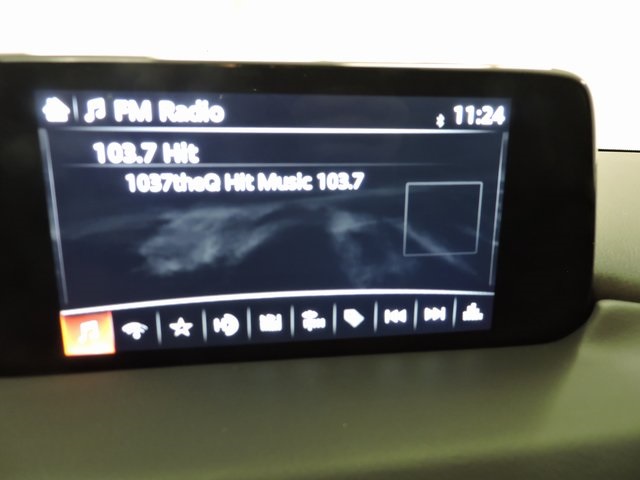 FM Radio
11:24
103.7 Hit
1037theQ Hit Music 103.7